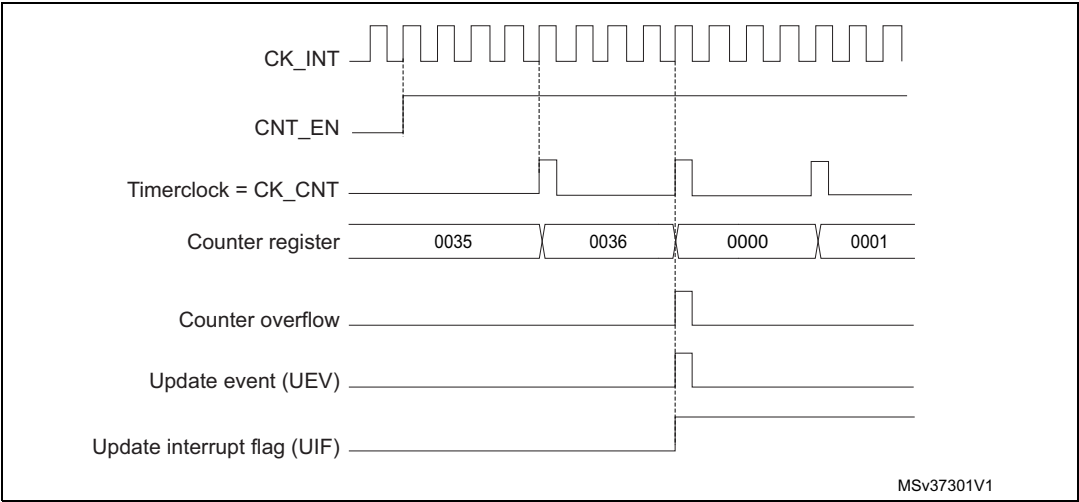 CK_INT
CNT_EN
Timerclock = CK_CNT
Counter register 0035 0036 0000 0001
Counter overflow
Update event (UEV)
Update interrupt flag (UIF)
MSv37301V1